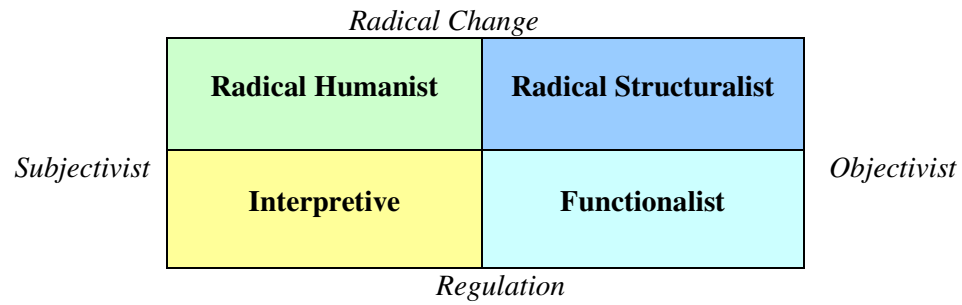 Radical Change
Radical Humanist Radical Structuralist
Subjectivist Objectivist
Interpretive Functionalist
Regulation